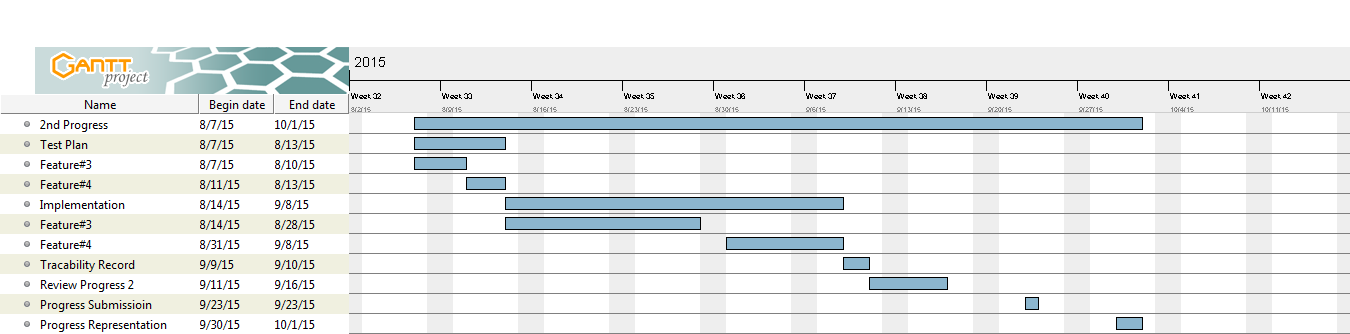 GANTT
project
2015
Week 32 Week 33 Week 34 Week 35 Week 36 Week 37 Week 38 Week 39 Week 40 Week 41 Week 42
Name Begin date End date
8/2/15 8/9/15 8/16/15 8/23/15 8/30/15 9/6/15 9/13/15 9/20/15 9/27/15 10/4/15 10/11/15
2nd Progress 8/7/15 10/1/15
Test Plan 8/7/15 8/13/15
Feature#3 8/7/15 8/10/15
Feature#4 8/11/15 8/13/15
Implementation 8/14/15 9/8/15
Feature#3 8/14/15 8/28/15
Feature#4 8/31/15 9/8/15
Tracability Record 9/9/15 9/10/15
Review Progress 2 9/11/15 9/16/15
Progress Submissioin 9/23/15 9/23/15
Progress Representation 9/30/15 10/1/15